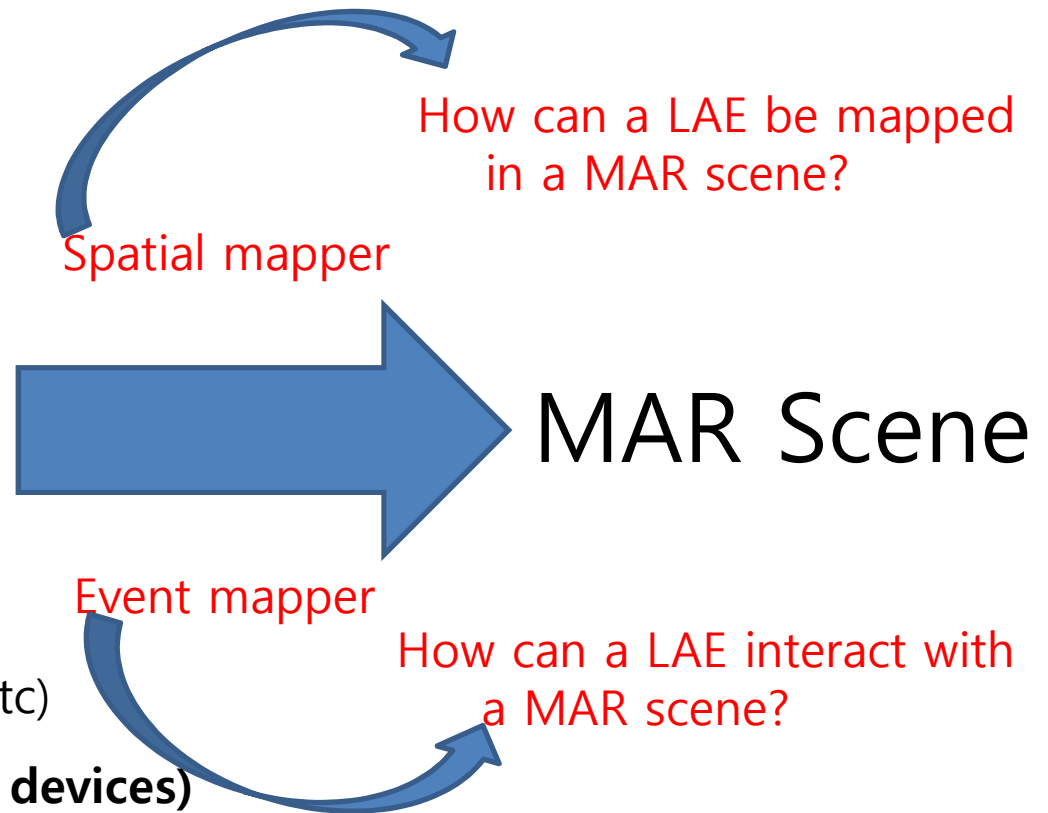 How can a LAE be mapped
in a MAR scene?
Spatial mapper
MAR Scene
Event mapper
How can a LAE interact with
a MAR scene?
tc)
devices)